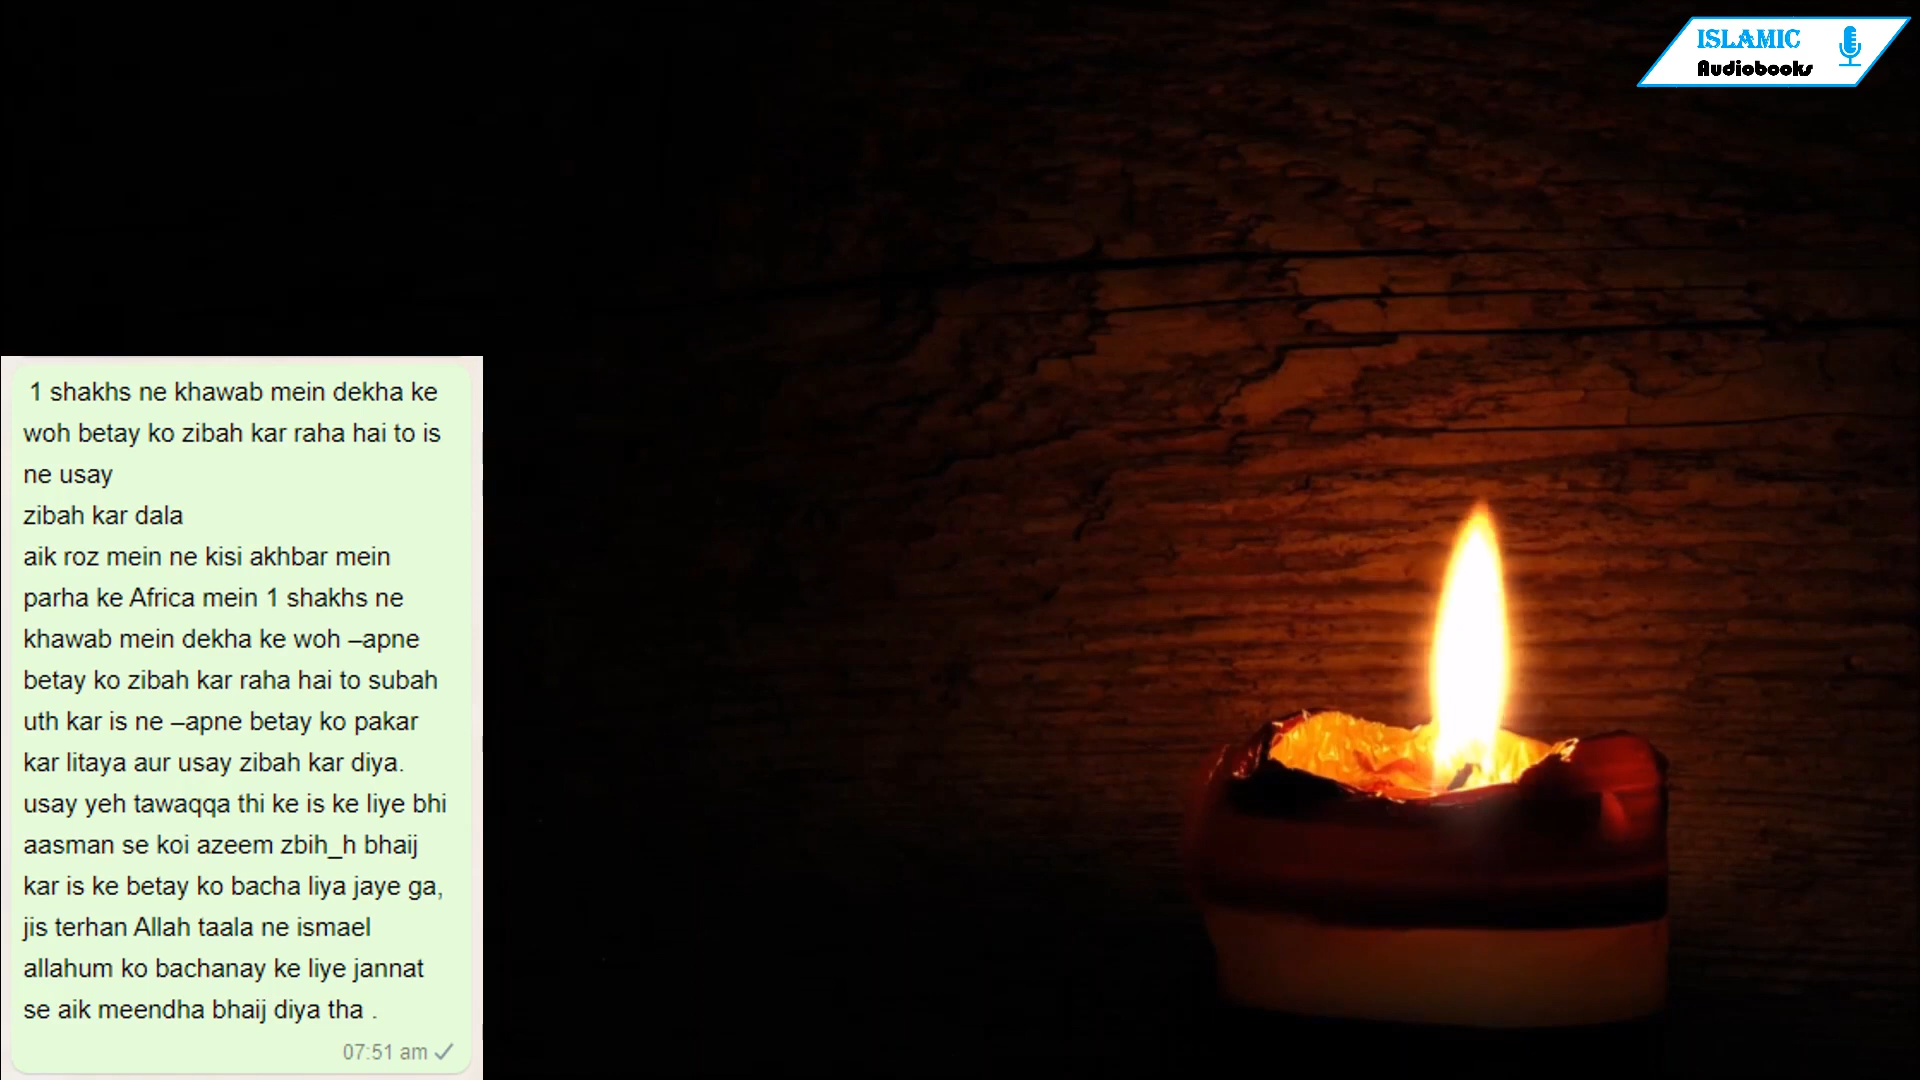 ISLAMIC
Audiobooks
1 shakhs ne khawab mein dekha ke
woh betay ko zibah kar raha hai to is
ne usay
zibah kar dala
aik roz mein ne kisi akhbar mein
parha ke Africa mein 1 shakhs ne
khawab mein dekha ke woh –apne
betay ko zibah kar raha hai to subah
uth kar is ne –apne betay ko pakar
kar litaya aur usay zibah kar diya.
usay yeh tawaqqa thi ke is ke liye bhi
aasman se koi azeem zbih_h bhaij
kar is ke betay ko bacha liya jaye ga,
jis terhan Allah taala ne ismael
allahum ko bachanay ke liye jannat
se aik meendha bhaij diya tha .
07:51 am